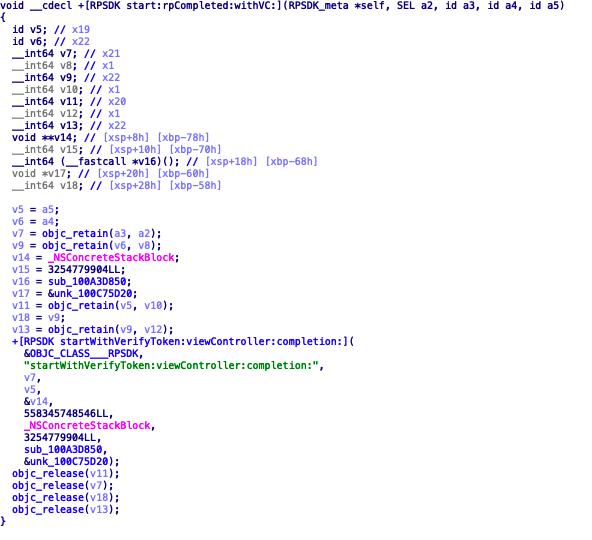 void __cdecl +[RPSDK start:rpCompleted:withVC:](RPSDK_meta *self, SEL a2, id a3, id a4, id a5)
{
  id v5; // x19
  id v6; // x22
  __int64 v7; // x21
  __int64 v8; // x1
  __int64 v9; // x22
  __int64 v10; // x1
  __int64 v11; // x20
  __int64 v12; // x1
  __int64 v13; // x22
  void **v14; // [xsp+8h] [xbp-78h]
  __int64 v15; // [xsp+10h] [xbp-70h]
  __int64 (__fastcall *v16)(); // [xsp+18h] [xbp-68h]
  void *v17; // [xsp+20h] [xbp-60h]
  __int64 v18; // [xsp+28h] [xbp-58h]

  v5 = a5;
  v6 = a4;
  v7 = objc_retain(a3, a2);
  v9 = objc_retain(v6, v8);
  v14 = _NSConcreteStackBlock;
  v15 = 3254779904LL;
  v16 = sub_100A3D850;
  v17 = &unk_100C75D20;
  v11 = objc_retain(v5, v10);
  v18 = v9;
  v13 = objc_retain(v9, v12);
  +[RPSDK startWithVerifyToken:viewController:completion:](
    &OBJC_CLASS___RPSDK,
    "startWithVerifyToken:viewController:completion:",
    v7,
    v5,
    &v14,
    558345748546LL,
    _NSConcreteStackBlock,
    3254779904LL,
    sub_100A3D850,
    &unk_100C75D20);
  objc_release(v11);
  objc_release(v7);
  objc_release(v18);
  objc_release(v13);
}